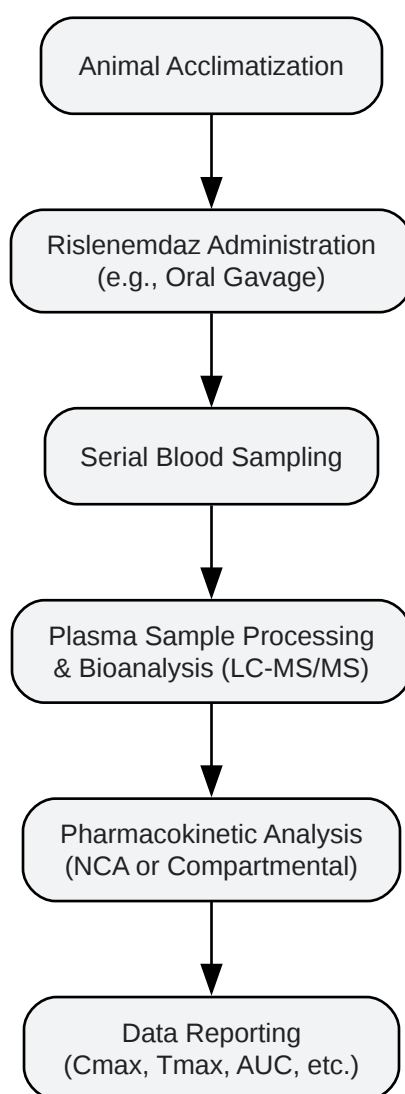 Animal Acclimatization
Rislenemdaz Administration
(e.g., Oral Gavage)
Serial Blood Sampling
Plasma Sample Processing
& Bioanalysis (LC-MS/MS)
Pharmacokinetic Analysis
(NCA or Compartmental)
Data Reporting
(Cmax, Tmax, AUC, etc.)